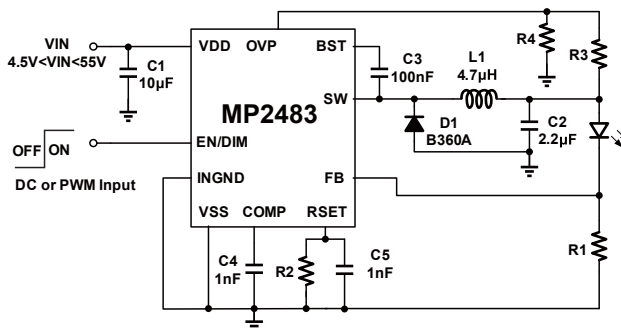 VIN
4.5V<VIN<55V
C1
10µF
VDD
OVP
BST
C3
100nF
L1
4.7µH
R4
R3
SW
MP2483
D1
B360A
C2
2.2µF
OFF
ON
EN/DIM
DC or PWM Input
INGND
FB
VSS
COMP
RSET
C4
1nF
R2
C5
1nF
R1